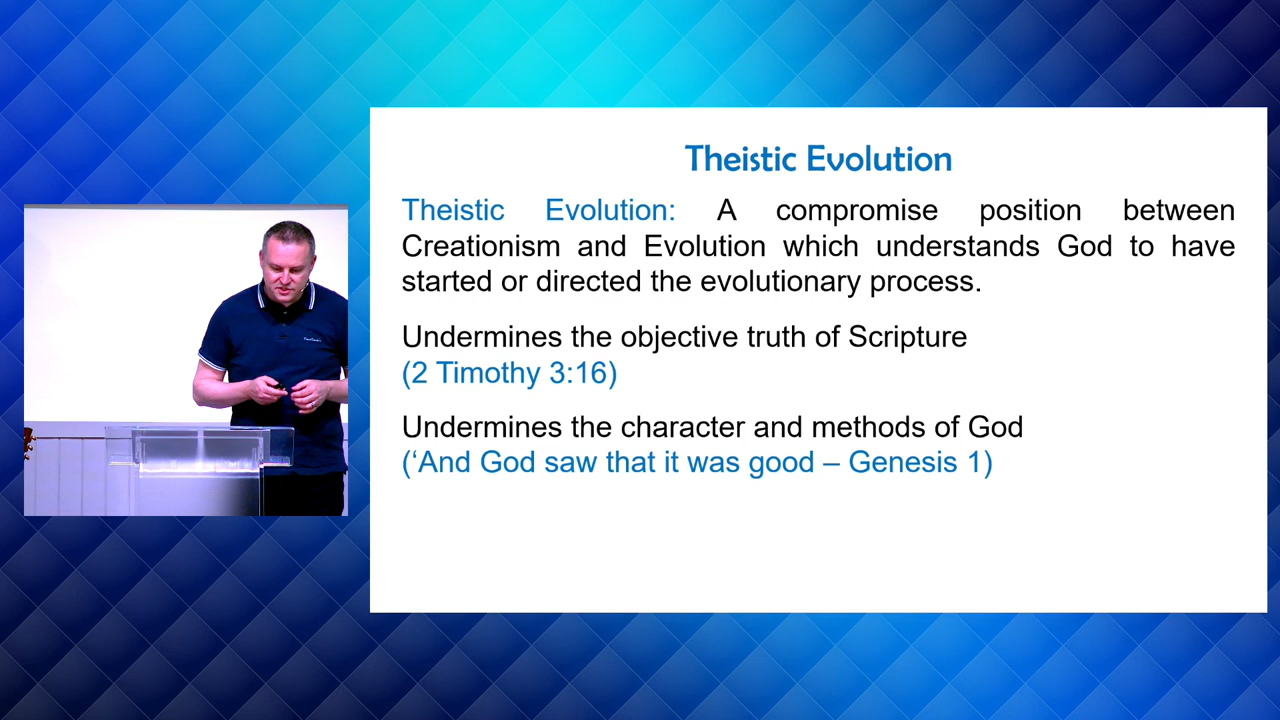 Theistic Evolution
Theistic Evolution: A compromise position between
Creationism and Evolution which understands God to have
started or directed the evolutionary process.
Undermines the objective truth of Scripture
(2 Timothy 3:16)
Undermines the character and methods of God
(‘And God saw that it was good – Genesis 1)